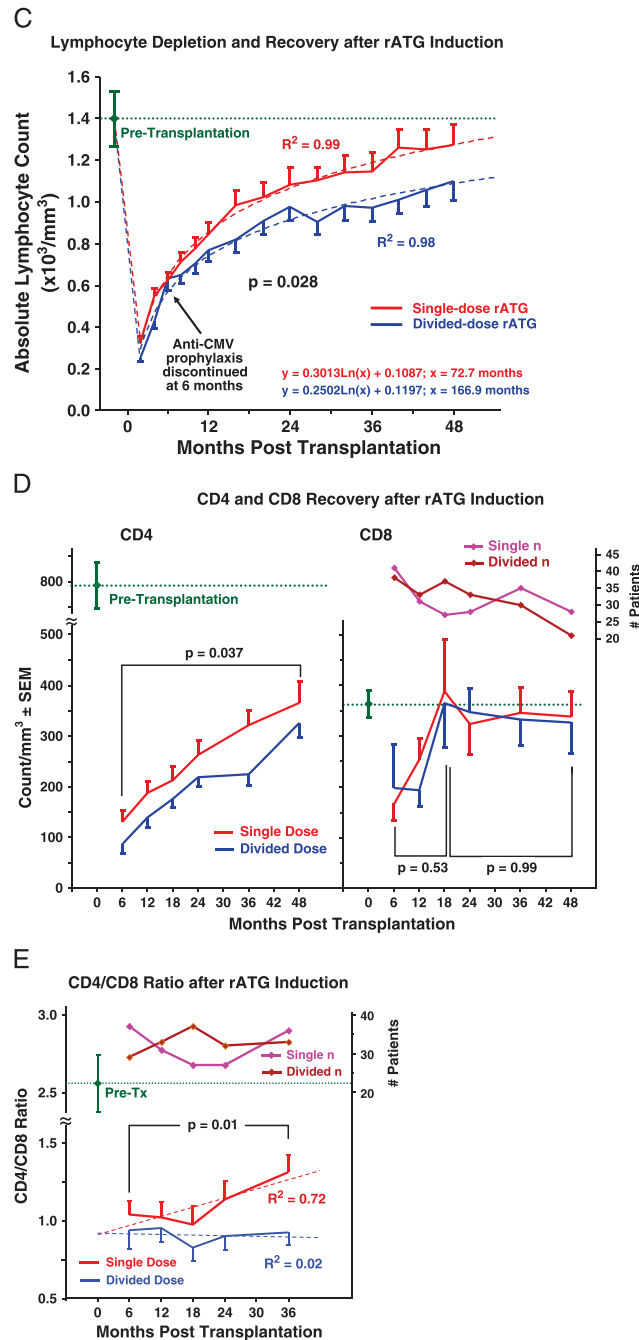 C
Lymphocyte Depletion and Recovery after rATG Induction
Absolute Lymphocyte Count
(x10³/mm³)
1.6
1.4
1.4
1.0
0.8
0.6
0.4
0.2
0.0
Pre-Transplantation
R² = 0.99
R² = 0.98
p = 0.028
Anti-CMV
prophylaxis
discontinued
at 6 months
Single-dose rATG
Divided-dose rATG
y = 0.3013Ln(x) + 0.1087; x = 72.7 months
y = 0.2502Ln(x) + 0.1197; x = 166.9 months
0 12 24 36 48
Months Post Transplantation
D
CD4 and CD8 Recovery after rATG Induction
CD4
CD8
Count/mm³ ± SEM
800
500
400
300
200
100
0
Pre-Transplantation
p = 0.037
Single Dose
Divided Dose
Single n
Divided n
45
40
35
30
25
20
# Patients
p = 0.53
p = 0.99
0 6 12 18 24 30 36 42 48
0 6 12 18 24 30 36 42 48
Months Post Transplantation
E
CD4/CD8 Ratio after rATG Induction
CD4/CD8 Ratio
3.0
2.5
1.5
1.0
0.5
40
30
20
# Patients
Single n
Divided n
Pre-Tx
p = 0.01
R² = 0.72
R² = 0.02
Single Dose
Divided Dose
0 6 12 18 24 30 36
Months Post Transplantation